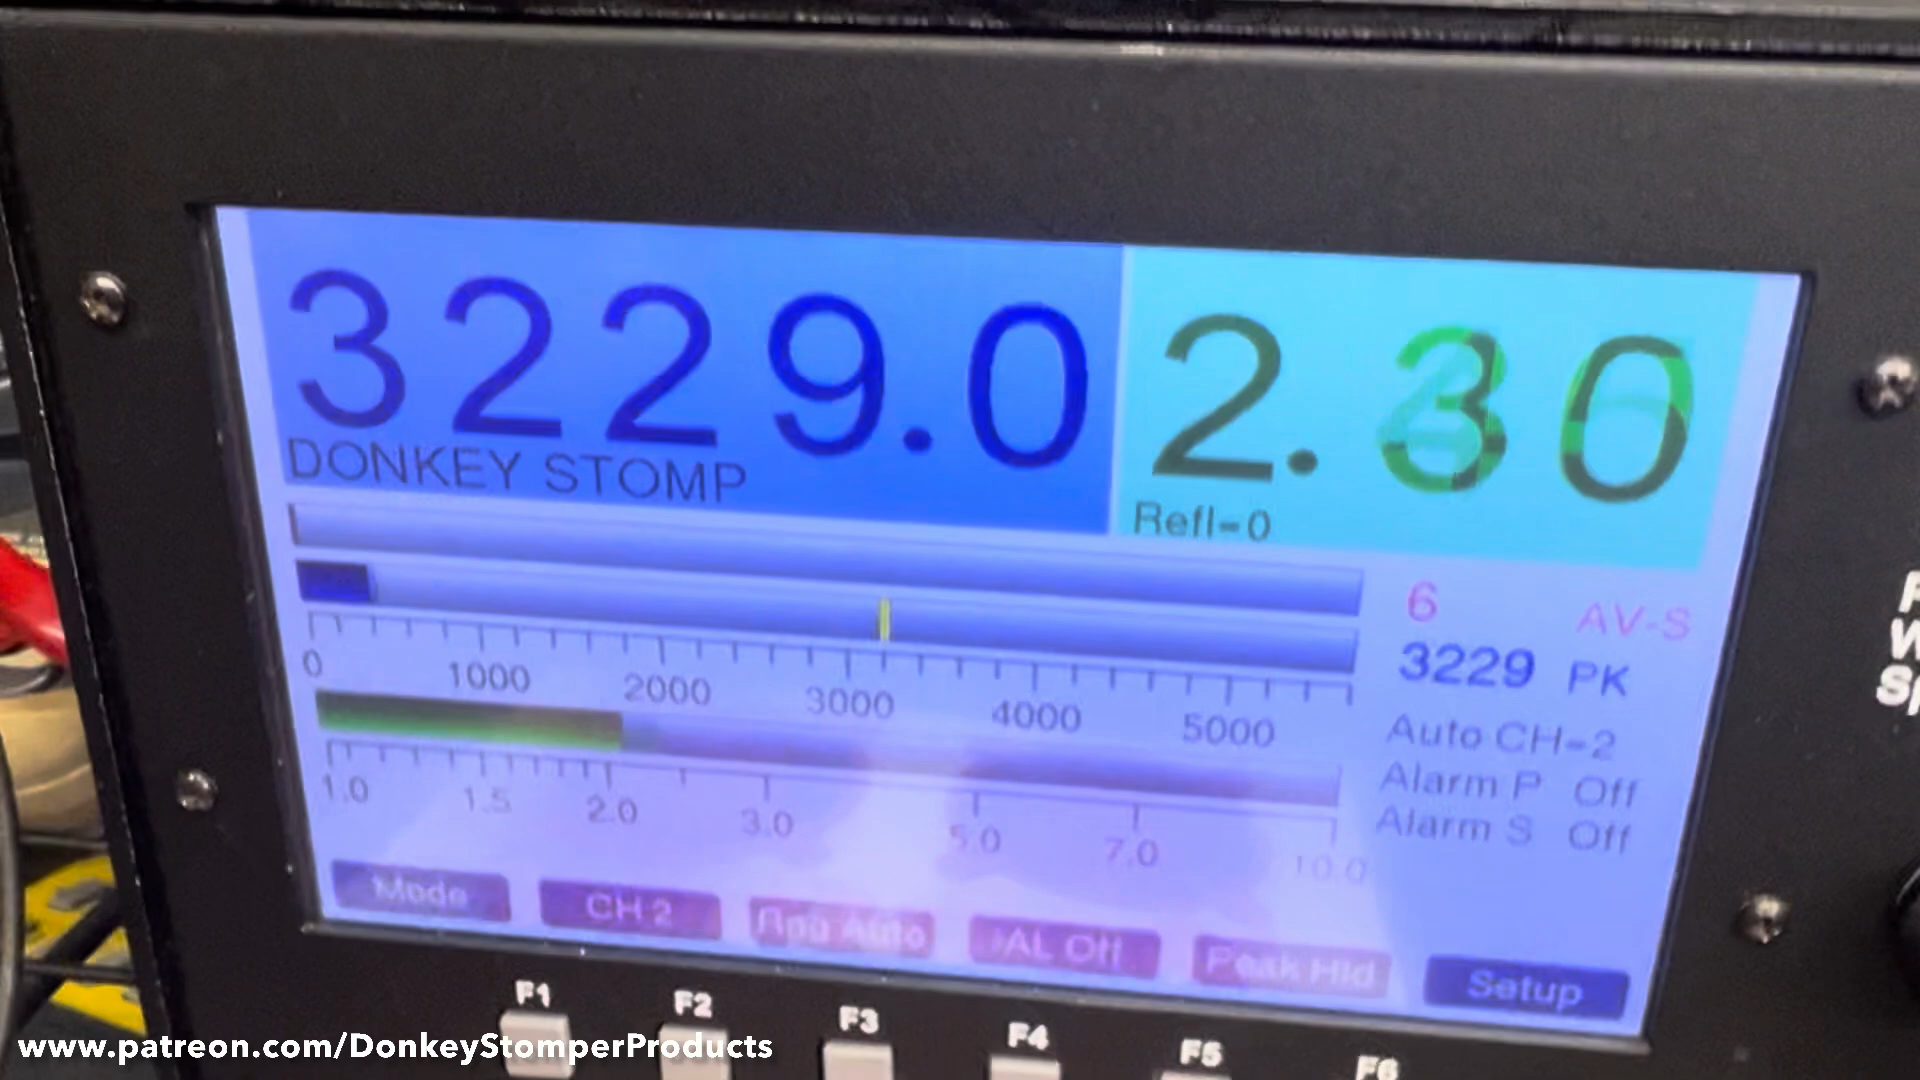 3229.0
DONKEY STOMP
2.30
Refl=0
6 AV-S
3229 PK
0 1000 2000 3000 4000 5000
Auto CH=2
Alarm P Off
1.0 1.5 2.0 3.0 5.0 7.0 10.0
Alarm S Off
Mode CH 2 Rng Auto AL Off Peak Hld Setup
F1 F2 F3 F4 F5 F6
www.patreon.com/DonkeyStomperProducts